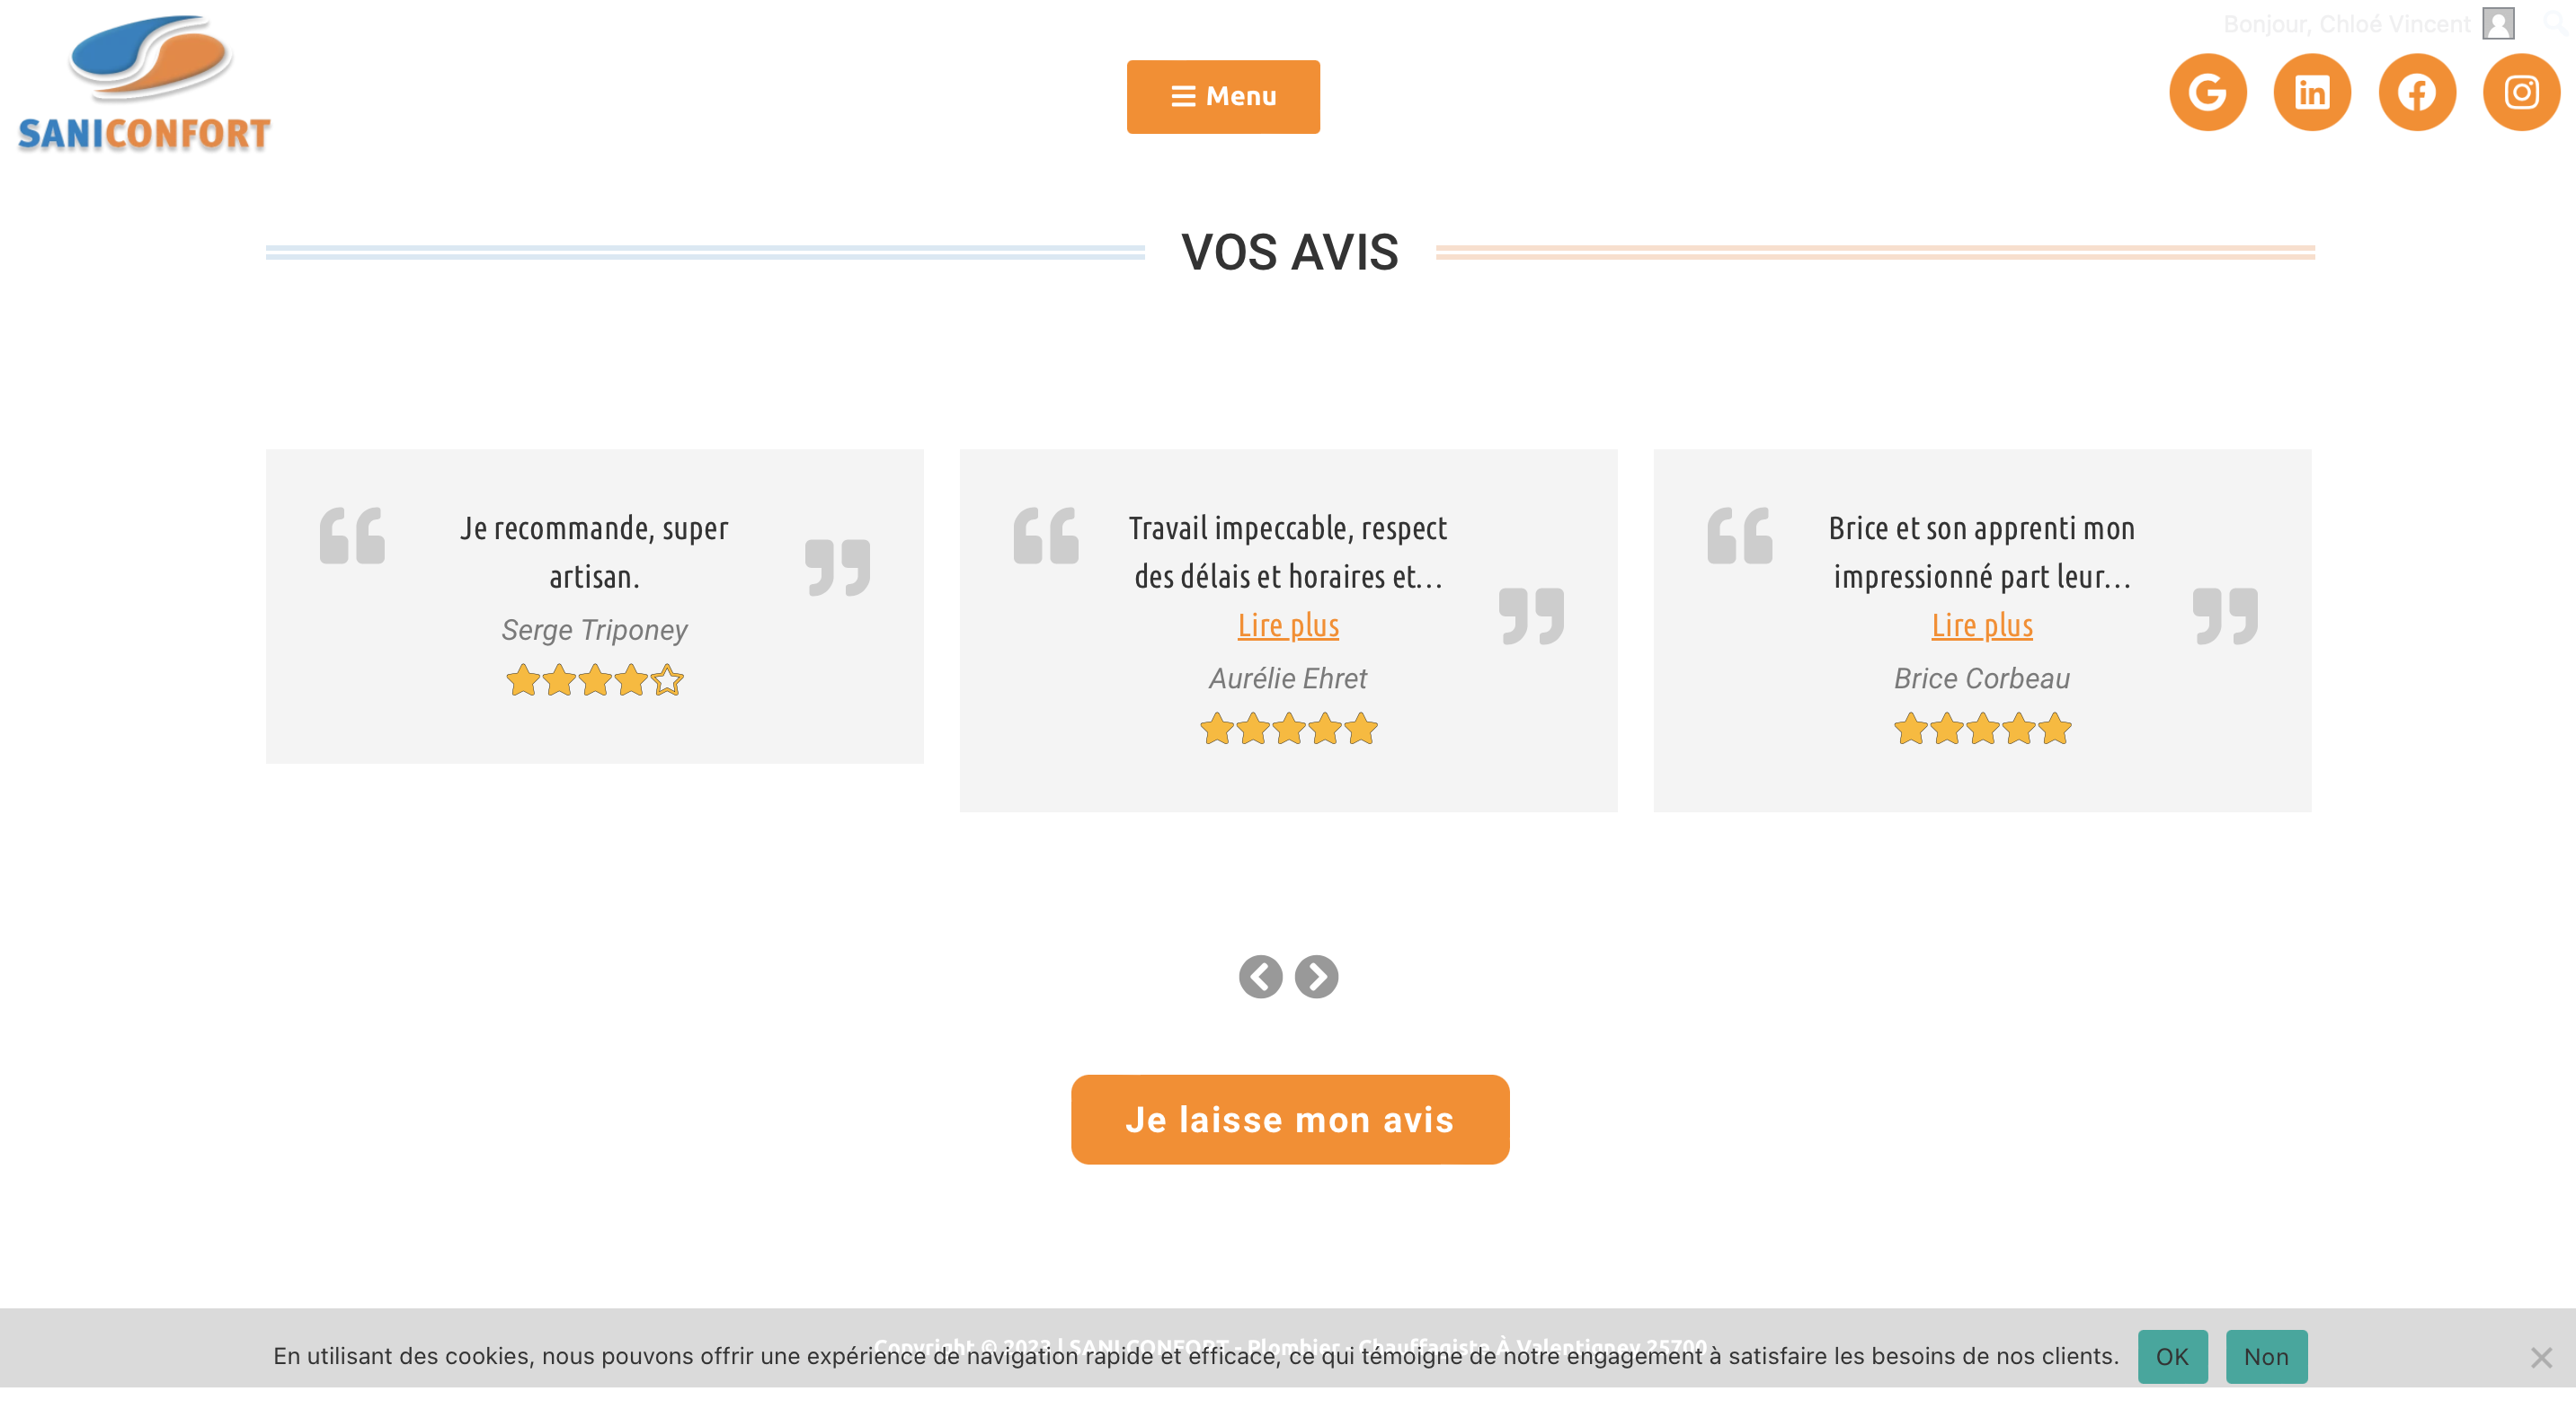 Bonjour, Chloé Vincent
SANICONFORT
Menu
VOS AVIS
Je recommande, super
artisan.
Serge Triponey
Travail impeccable, respect
des délais et horaires et...
Lire plus
Aurélie Ehret
Brice et son apprenti mon
impressionné part leur...
Lire plus
Brice Corbeau
Je laisse mon avis
Copyright © 2023 | SANI CONFORT - Plombier - Chauffagiste À Valentigney 25700
En utilisant des cookies, nous pouvons offrir une expérience de navigation rapide et efficace, ce qui témoigne de notre engagement à satisfaire les besoins de nos clients.
OK
Non